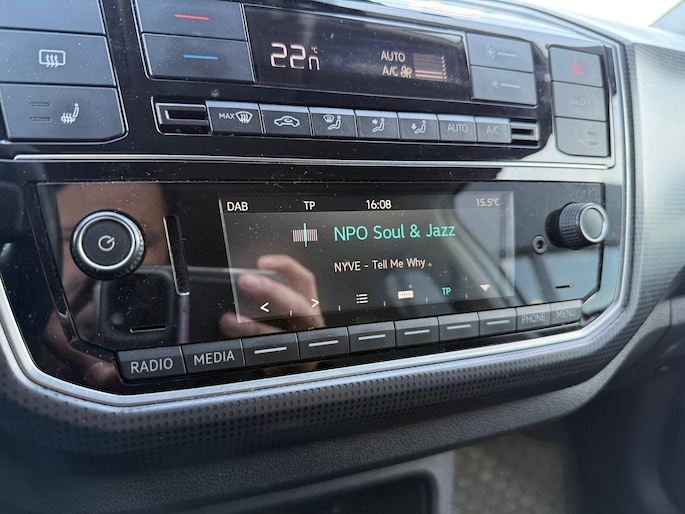 22°C
AUTO
A/C
MAX
AUTO
A/C
OFF
DAB TP 16:08 15.5°C
NPO Soul & Jazz
NYVE - Tell Me Why
< > TP
RADIO MEDIA PHONE MENU